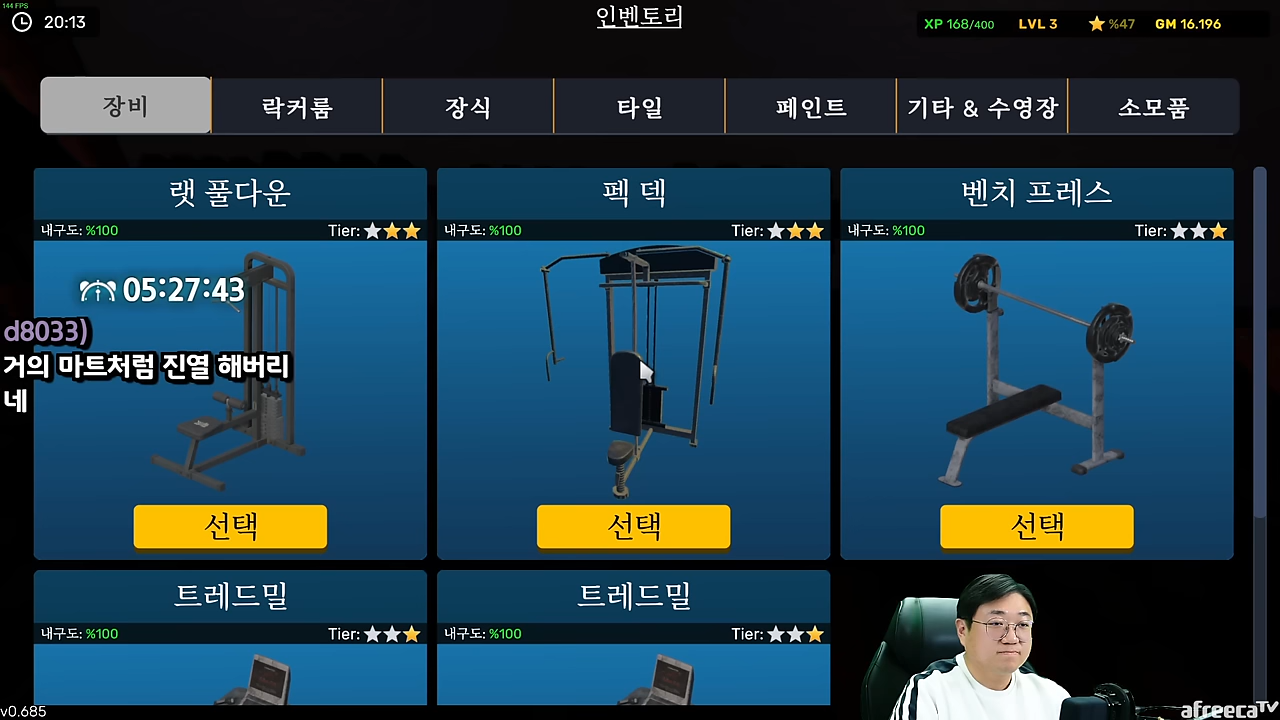 144 FPS
20:13
인벤토리
XP 168/400
LVL 3
%47
GM 16.196
장비
락커룸
장식
타일
페인트
기타 & 수영장
소모품
랫 풀다운
내구도: %100
Tier:
펙 덱
내구도: %100
Tier:
벤치 프레스
내구도: %100
Tier:
05:27:43
d8033)
거의 마트처럼 진열 해버리
네
선택
선택
선택
트레드밀
내구도: %100
Tier:
트레드밀
내구도: %100
Tier:
v0.685
afreecaTV